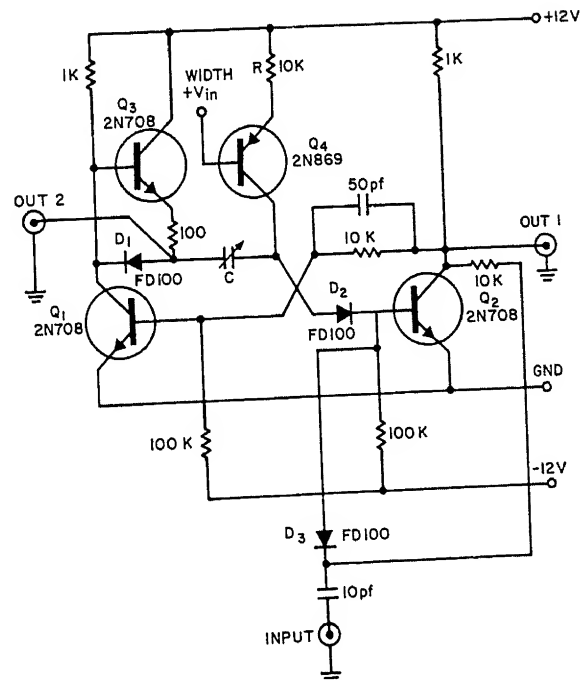 +12V
1K
R
10K
1K
WIDTH
+Vin
Q3
2N708
Q4
2N869
50pf
OUT 2
100
OUT 1
10 K
D1
FD100
C
10K
D2
FD100
Q2
2N708
Q1
2N708
GND
100 K
100 K
-12V
D3
FD100
10pf
INPUT